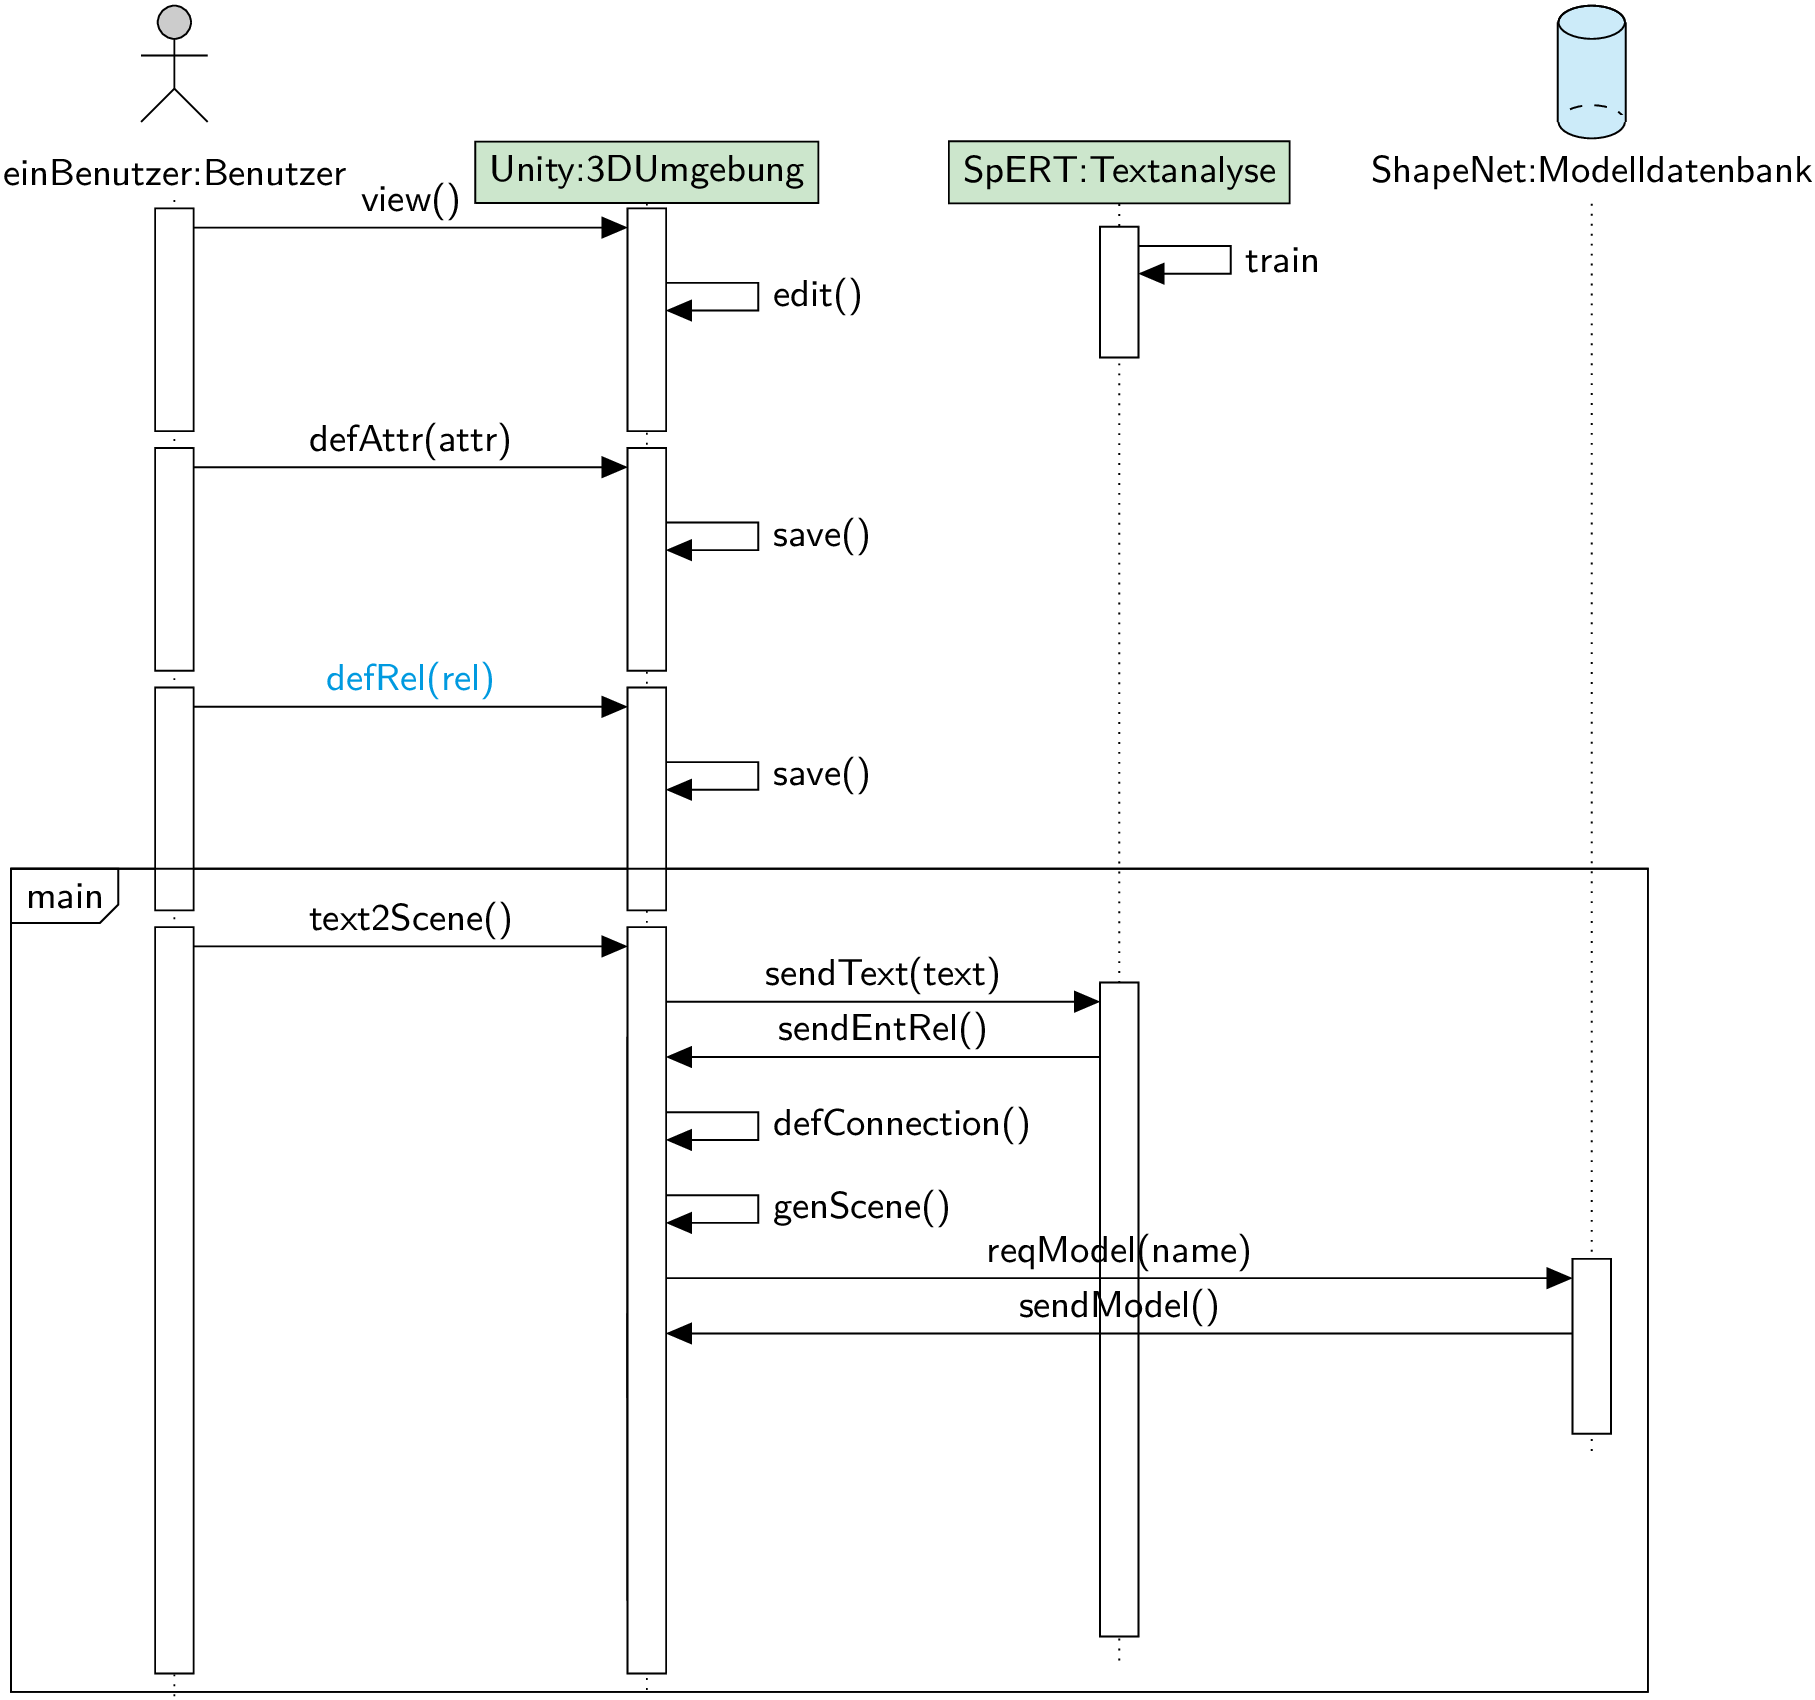 einBenutzer:Benutzer
Unity:3DUmgebung
SpERT:Textanalyse
ShapeNet:Modelldatenbank
view()
train
edit()
defAttr(attr)
save()
defRel(rel)
save()
main
text2Scene()
sendText(text)
sendEntRel()
defConnection()
genScene()
reqModel(name)
sendModel()